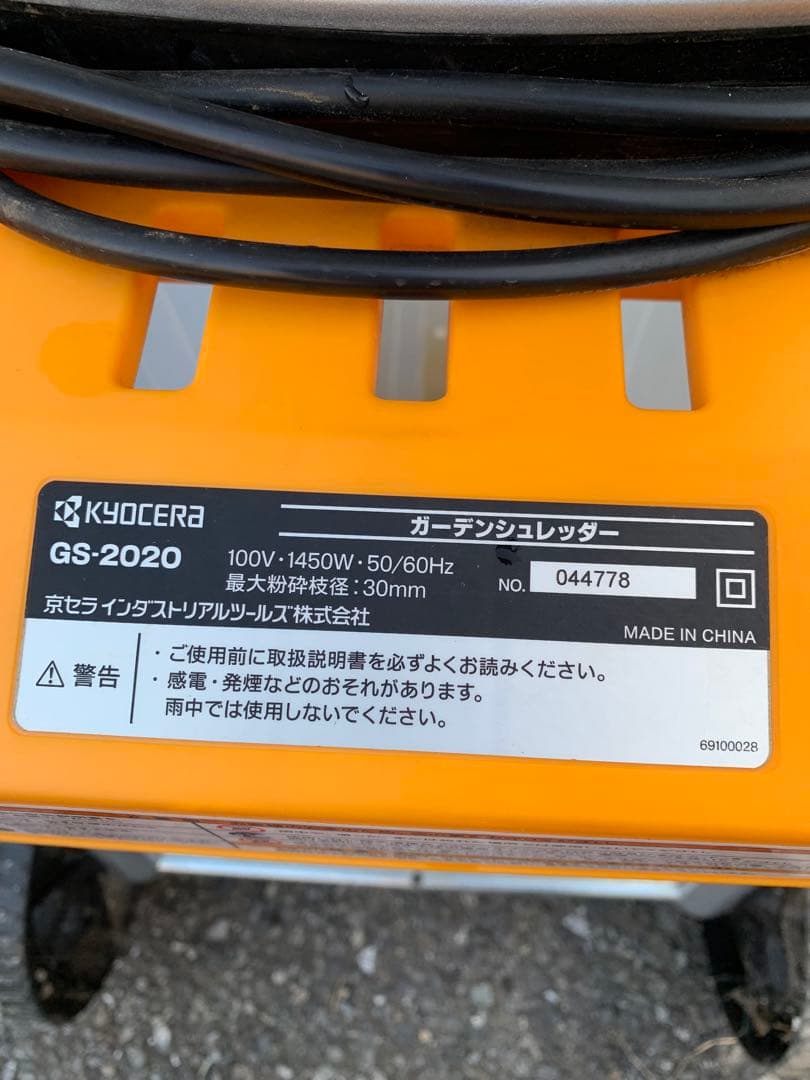 KYOCERA
ガーデンシュレッダー
GS-2020
100V・1450W・50/60Hz
最大粉砕枝径：30mm
NO. 044778
京セラインダストリアルツールズ株式会社
MADE IN CHINA
警告
・ご使用前に取扱説明書を必ずよくお読みください。
・感電・発煙などのおそれがあります。
雨中では使用しないでください。
69100028